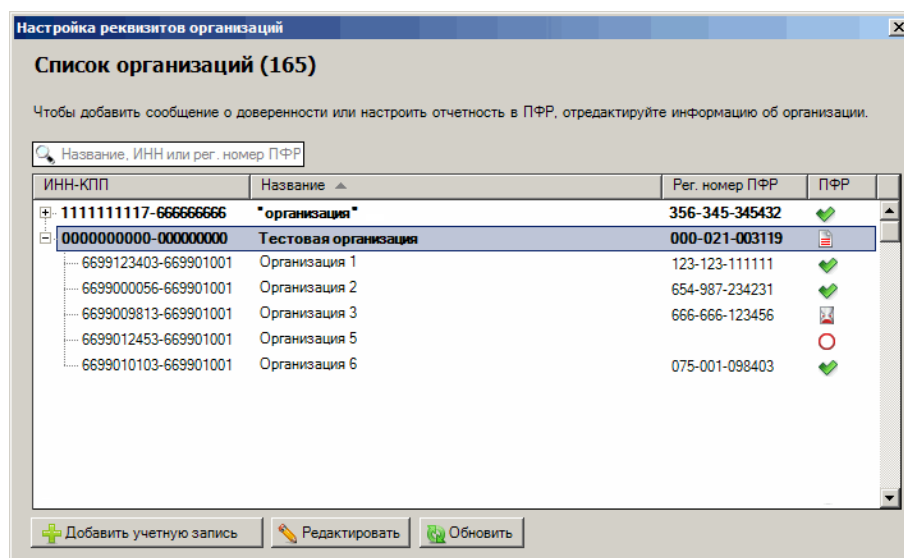 Настройка реквизитов организаций
Список организаций (165)
Чтобы добавить сообщение о доверенности или настроить отчетность в ПФР, отредактируйте информацию об организации.
Название, ИНН или рег. номер ПФР
ИНН-КПП Название Рег. номер ПФР ПФР
1111111117-666666666 "организация" 356-345-345432
0000000000-000000000 Тестовая организация 000-021-003119
6699123403-669901001 Организация 1 123-123-111111
6699000056-669901001 Организация 2 654-987-234231
6699009813-669901001 Организация 3 666-666-123456
6699012453-669901001 Организация 5
6699010103-669901001 Организация 6 075-001-098403
Добавить учетную запись Редактировать Обновить